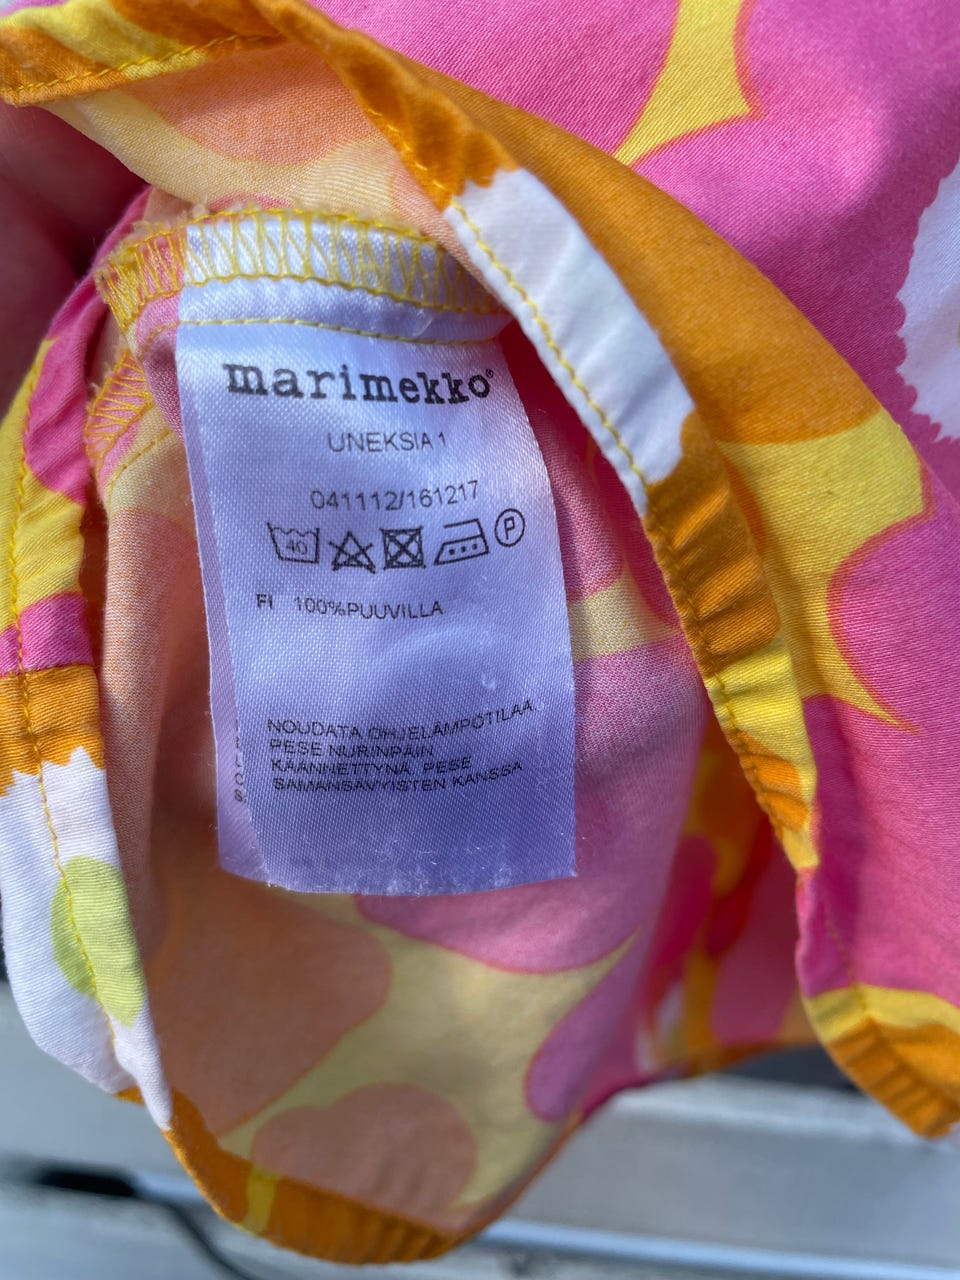 marimekko®
UNEKSIA 1
041112/161217
40
P
FI 100%PUUVILLA
NOUDATA OHJELÄMPÖTILAA,
PESE NURINPÄIN
KÄÄNNETTYNÄ, PESE
SAMANSÄVYISTEN KANSSA